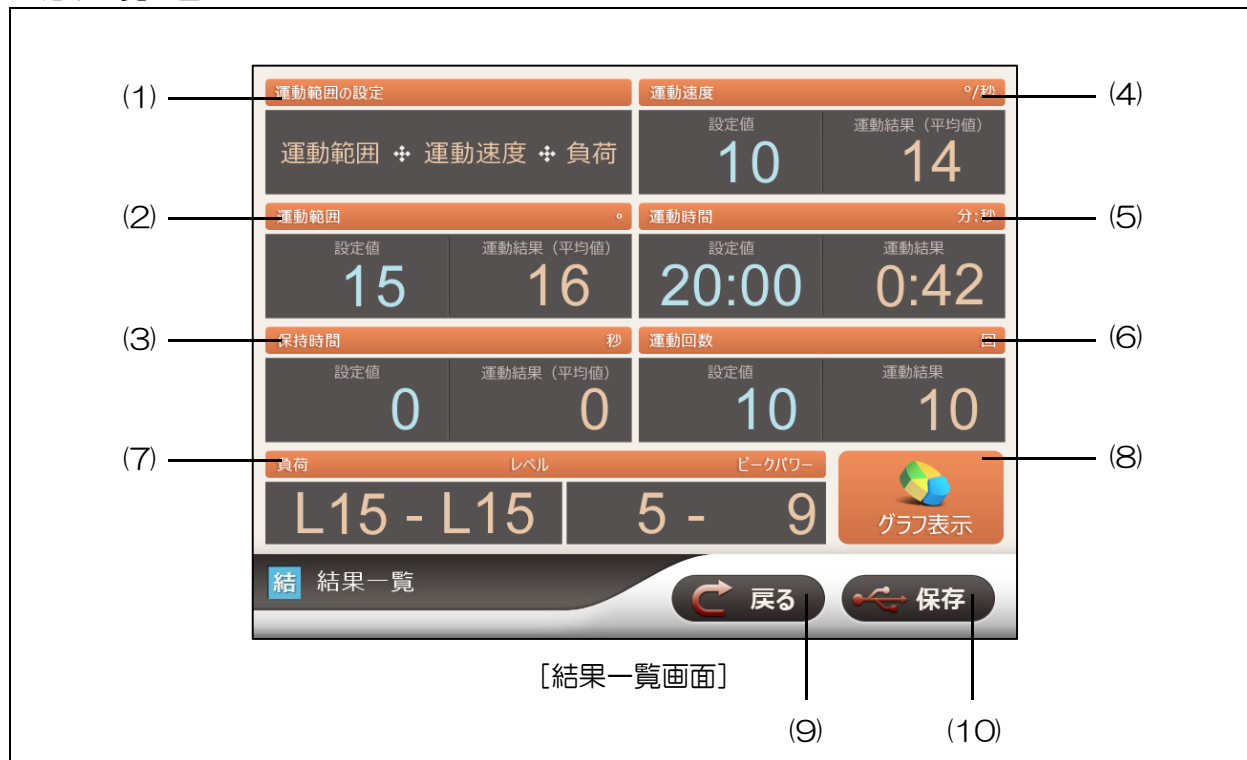 (1)
運動範囲の設定
運動範囲 運動速度 負荷
運動速度 °/秒
(4)
設定値 運動結果（平均値）
10 14
(2)
運動範囲 °
設定値 運動結果（平均値）
15 16
運動時間 分:秒
(5)
設定値 運動結果
20:00 0:42
(3)
保持時間 秒
設定値 運動結果（平均値）
0 0
運動回数 回
(6)
設定値 運動結果
10 10
(7)
負荷 レベル ピークパワー
L15 - L15 5 - 9
(8)
グラフ表示
結 結果一覧
戻る
保存
[結果一覧画面]
(9) (10)